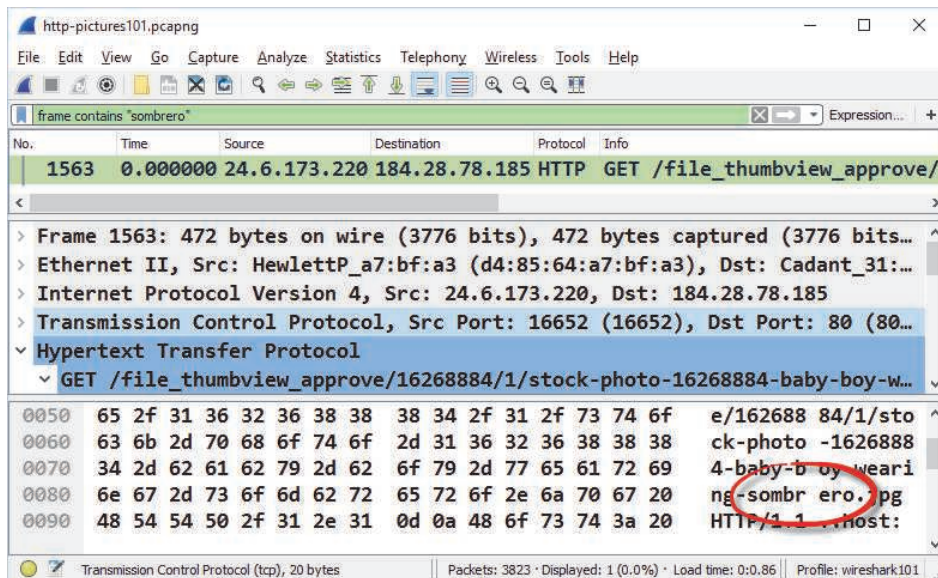 http-pictures101.pcapng
File Edit View Go Capture Analyze Statistics Telephony Wireless Tools Help
frame contains "sombrero" Expression... +
No. Time Source Destination Protocol Info
1563 0.000000 24.6.173.220 184.28.78.185 HTTP GET /file_thumbview_approve/
Frame 1563: 472 bytes on wire (3776 bits), 472 bytes captured (3776 bits…
Ethernet II, Src: HewlettP_a7:bf:a3 (d4:85:64:a7:bf:a3), Dst: Cadant_31:…
Internet Protocol Version 4, Src: 24.6.173.220, Dst: 184.28.78.185
Transmission Control Protocol, Src Port: 16652 (16652), Dst Port: 80 (80…
Hypertext Transfer Protocol
GET /file_thumbview_approve/16268884/1/stock-photo-16268884-baby-boy-w…
0050 65 2f 31 36 32 36 38 38 38 34 2f 31 2f 73 74 6f e/162688 84/1/sto
0060 63 6b 2d 70 68 6f 74 6f 2d 31 36 32 36 38 38 38 ck-photo -1626888
0070 34 2d 62 61 62 79 2d 62 6f 79 2d 77 65 61 72 69 4-baby-b oy-weari
0080 6e 67 2d 73 6f 6d 62 72 65 72 6f 2e 6a 70 67 20 ng-sombr ero.jpg
0090 48 54 54 50 2f 31 2e 31 0d 0a 48 6f 73 74 3a 20 HTTP/1.1 ..Host:
Transmission Control Protocol (tcp), 20 bytes Packets: 3823 · Displayed: 1 (0.0%) · Load time: 0:0.86 Profile: wireshark101